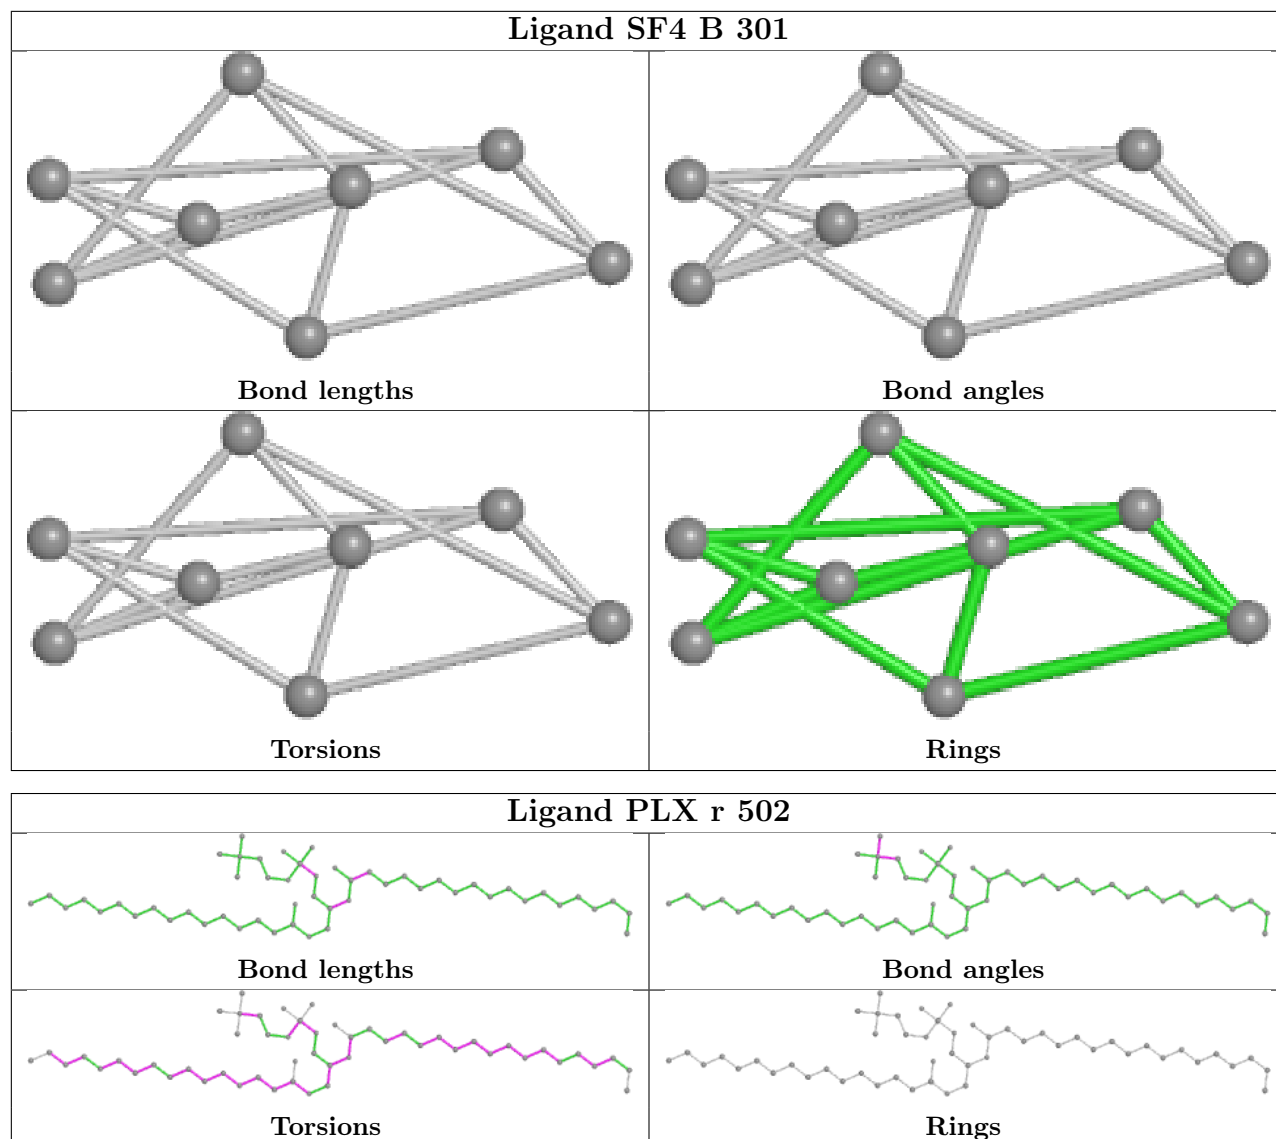 Ligand SF4 B 301
Bond lengths
Bond angles
Torsions
Rings
Ligand PLX r 502
Bond lengths
Bond angles
Torsions
Rings